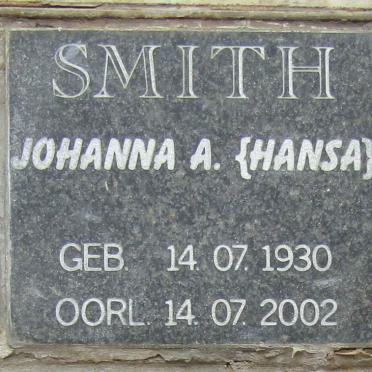 SMITH
JOHANNA A. {HANSA}
GEB. 14. 07. 1930
OORL. 14. 07. 2002